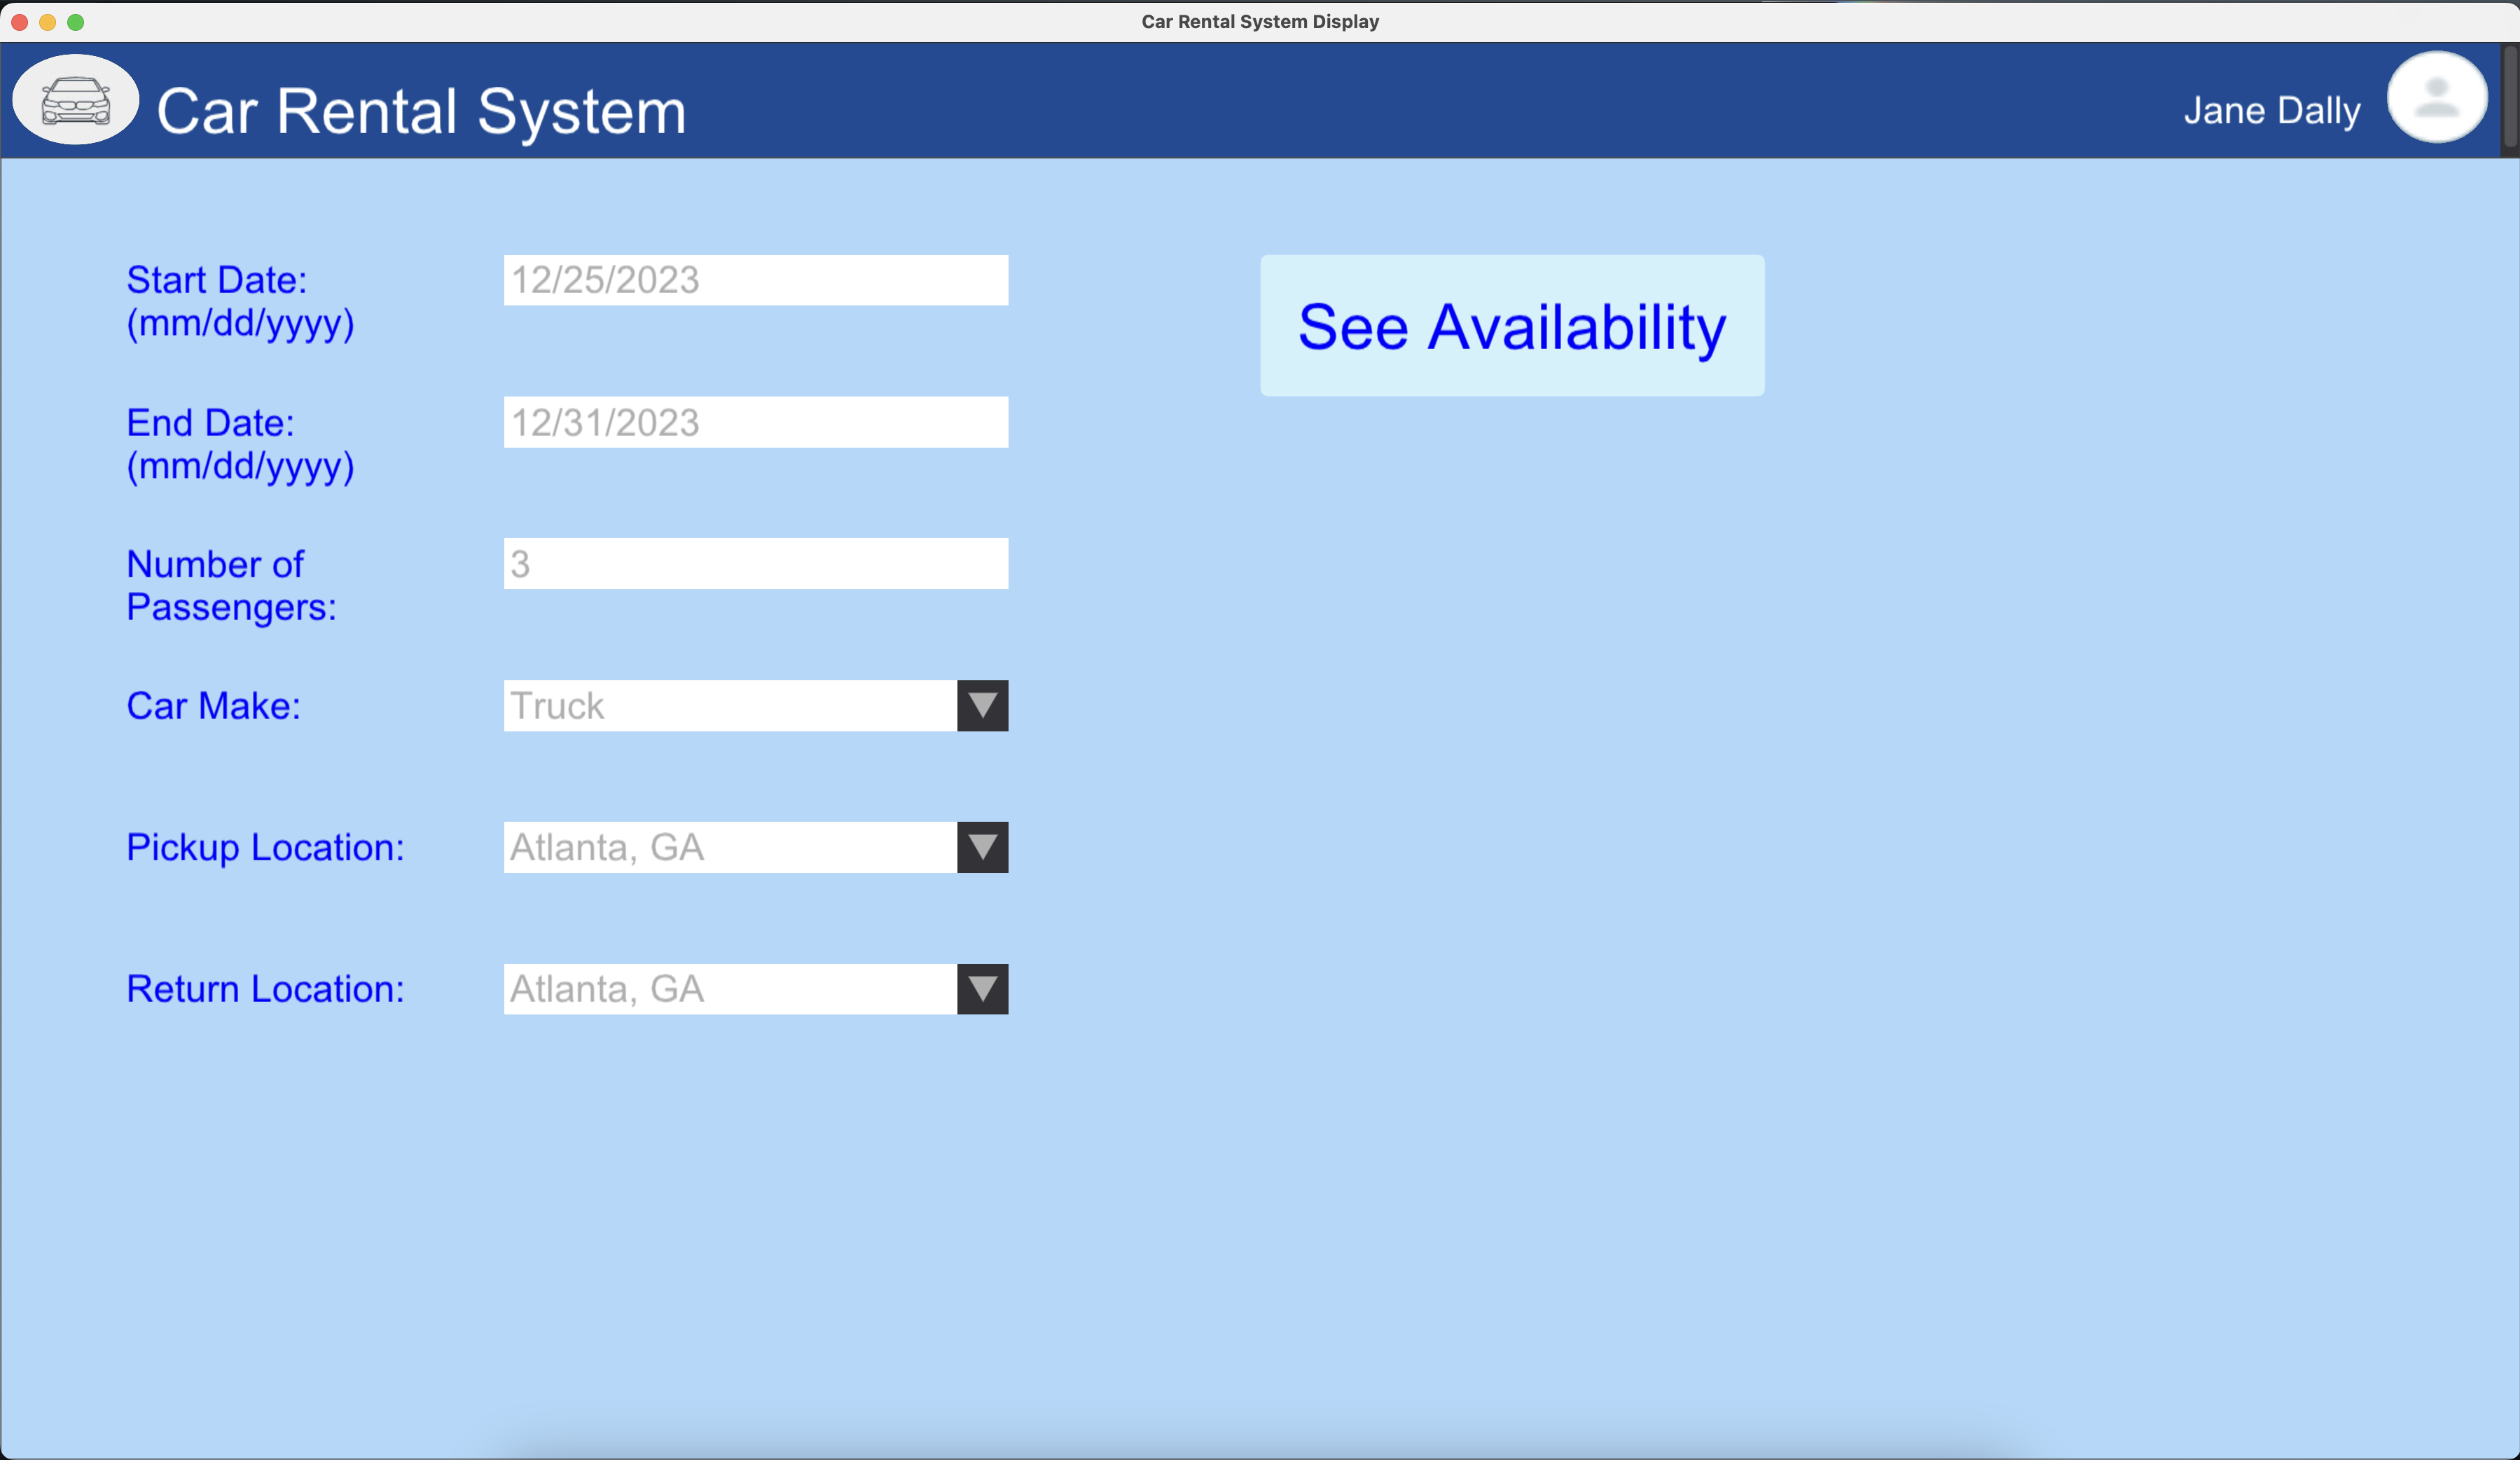 Car Rental System Display
Car Rental System
Jane Dally
Start Date:
(mm/dd/yyyy)
12/25/2023
See Availability
End Date:
(mm/dd/yyyy)
12/31/2023
Number of
Passengers:
3
Car Make:
Truck
Pickup Location:
Atlanta, GA
Return Location:
Atlanta, GA